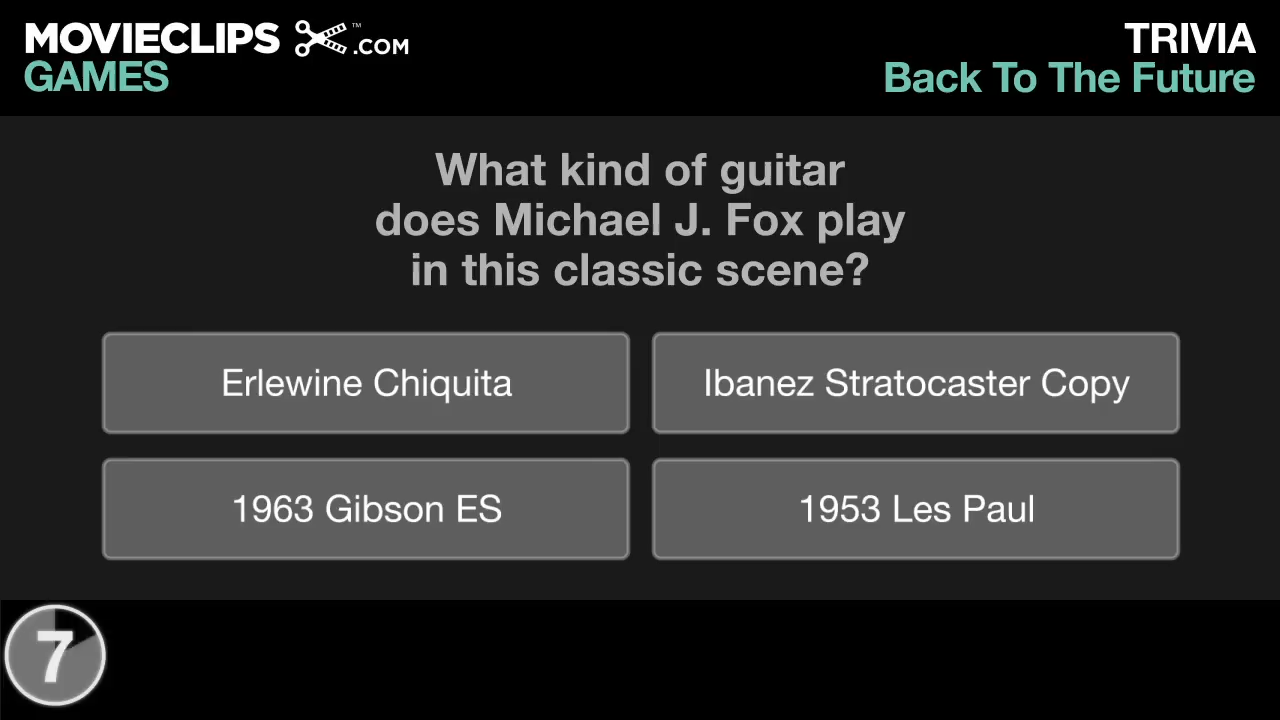 MOVIECLIPS™.COM
GAMES
TRIVIA
Back To The Future
What kind of guitar
does Michael J. Fox play
in this classic scene?
Erlewine Chiquita
Ibanez Stratocaster Copy
1963 Gibson ES
1953 Les Paul
7